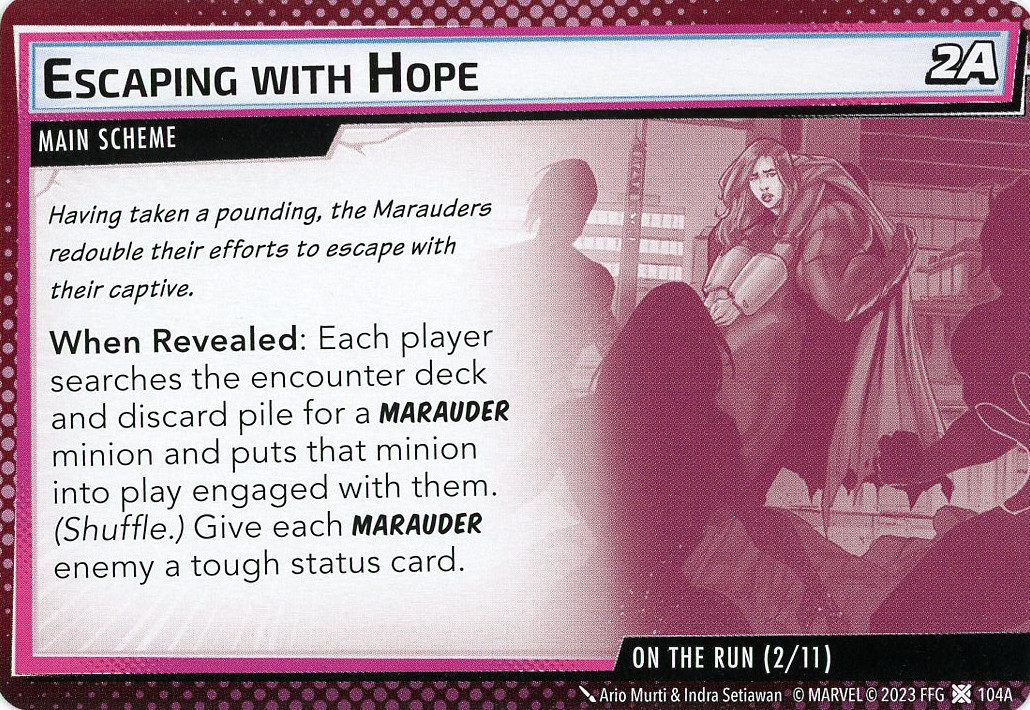 ESCAPING WITH HOPE
2A
MAIN SCHEME
Having taken a pounding, the Marauders
redouble their efforts to escape with
their captive.
When Revealed: Each player
searches the encounter deck
and discard pile for a MARAUDER
minion and puts that minion
into play engaged with them.
(Shuffle.) Give each MARAUDER
enemy a tough status card.
ON THE RUN (2/11)
Ario Murti & Indra Setiawan © MARVEL © 2023 FFG 104A